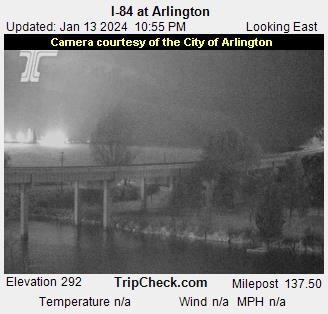 I-84 at Arlington
Updated: Jan 13 2024 10:55 PM Looking East
Camera courtesy of the City of Arlington
Elevation 292 TripCheck.com Milepost 137.50
Temperature n/a Wind n/a MPH n/a